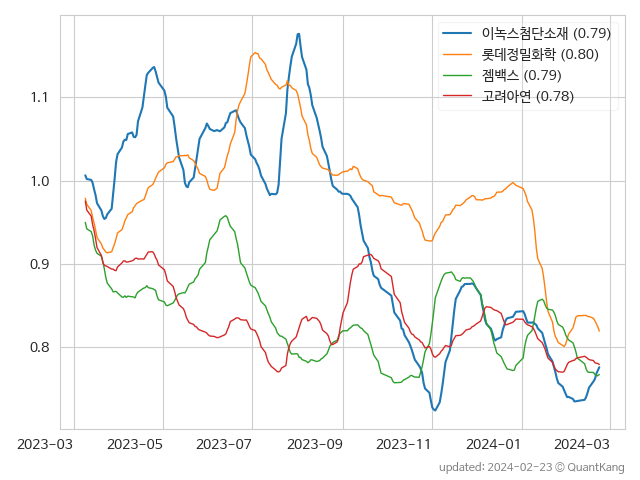 이녹스첨단소재 (0.79)
롯데정밀화학 (0.80)
젬백스 (0.79)
고려아연 (0.78)
1.1
1.0
0.9
0.8
2023-03 2023-05 2023-07 2023-09 2023-11 2024-01 2024-03
updated: 2024-02-23 © QuantKang